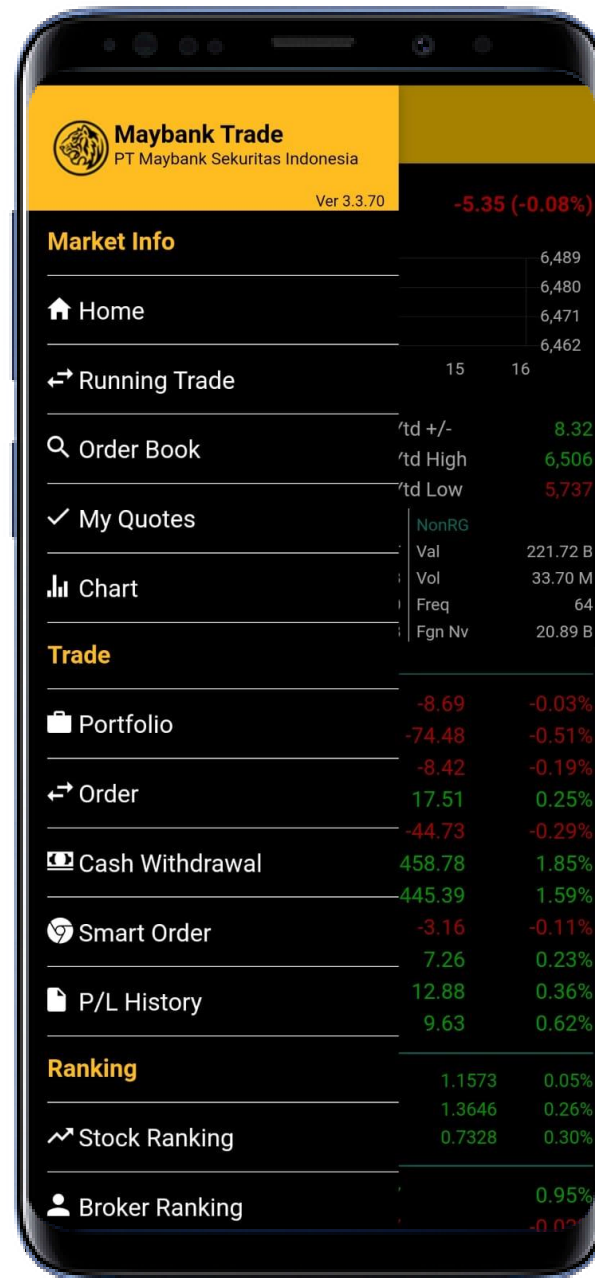 Maybank Trade
PT Maybank Sekuritas Indonesia
Ver 3.3.70
-5.35 (-0.08%)
Market Info
6,489
Home
6,480
6,471
6,462
15 16
Running Trade
Ytd +/- 8.32
Order Book
Ytd High 6,506
Ytd Low 5,737
My Quotes
NonRG
Val 221.72 B
Chart
Vol 33.70 M
Freq 64
Fgn Nv 20.89 B
Trade
-8.69 -0.03%
Portfolio
-74.48 -0.51%
-8.42 -0.19%
Order
17.51 0.25%
-44.73 -0.29%
Cash Withdrawal
458.78 1.85%
445.39 1.59%
Smart Order
-3.16 -0.11%
7.26 0.23%
P/L History
12.88 0.36%
9.63 0.62%
Ranking
1.1573 0.05%
1.3646 0.26%
Stock Ranking
0.7328 0.30%
Broker Ranking
0.95%